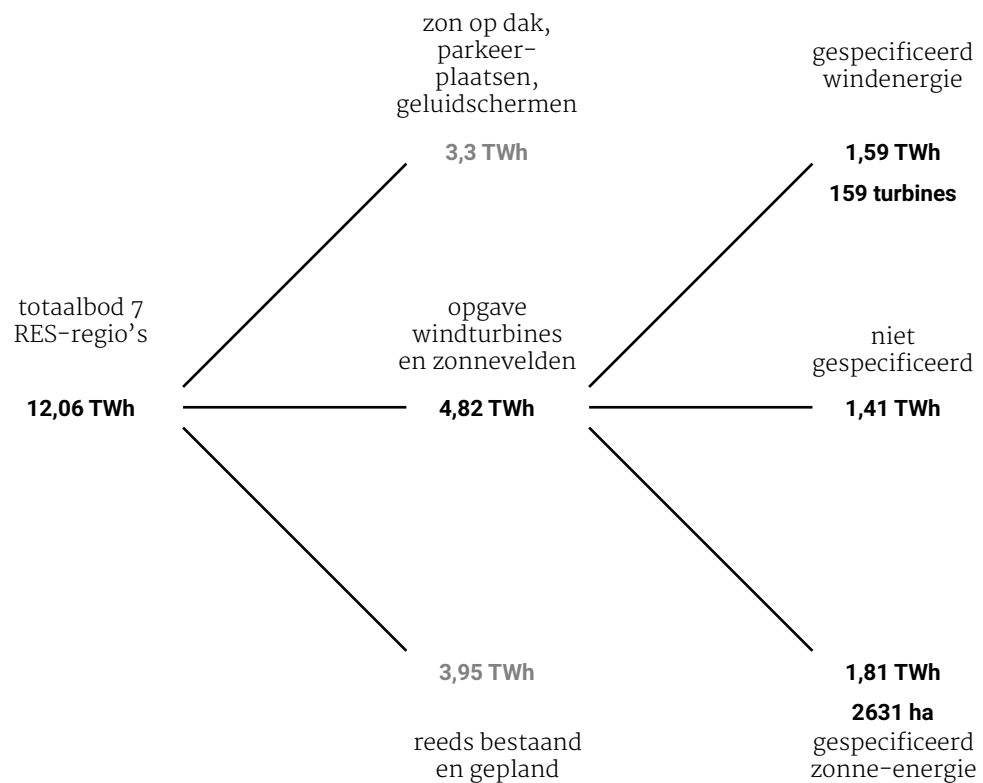 totaalbod 7
RES-regio’s
12,06 TWh
zon op dak,
parkeer-
plaatsen,
geluidschermen
3,3 TWh
opgave
windturbines
en zonnevelden
4,82 TWh
3,95 TWh
reeds bestaand
en gepland
gespecificeerd
windenergie
1,59 TWh
159 turbines
niet
gespecificeerd
1,41 TWh
1,81 TWh
2631 ha
gespecificeerd
zonne-energie